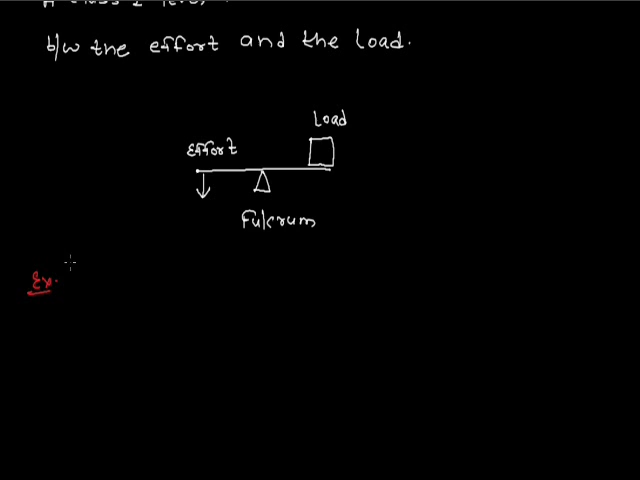 b/w the effort and the load.
Load
Effort
Fulcrum
Ex.